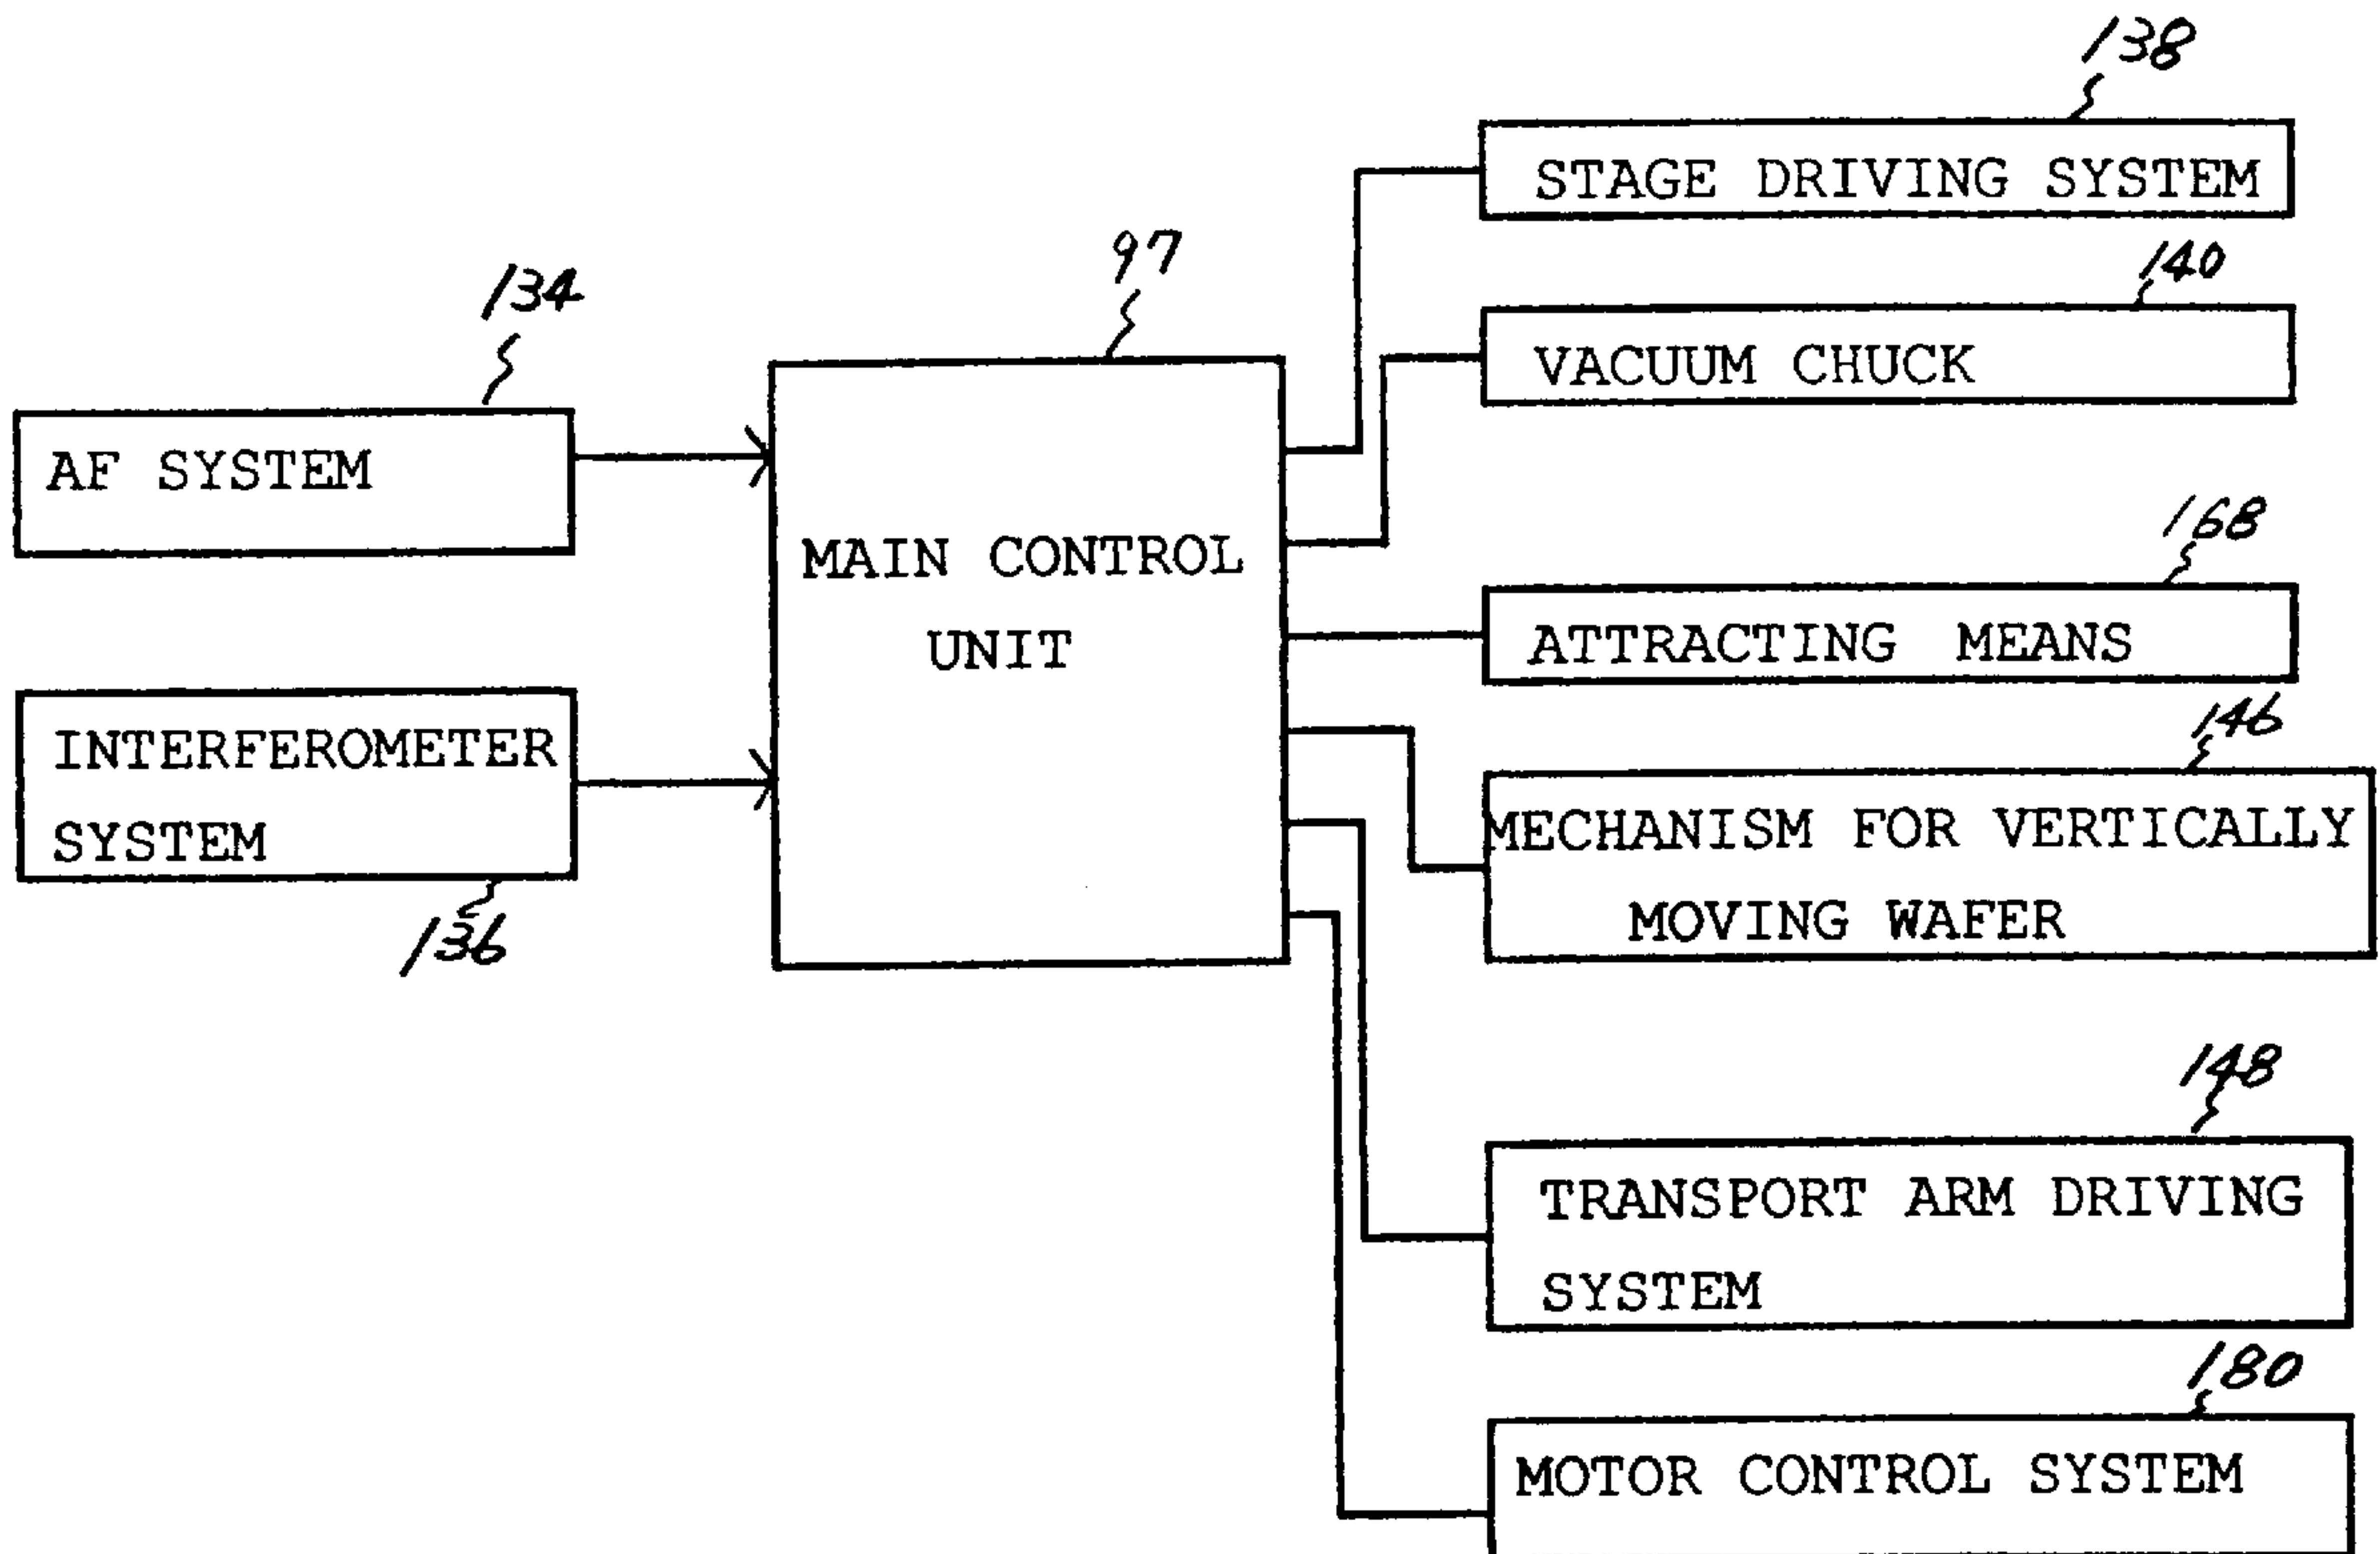 138
STAGE DRIVING SYSTEM
140
VACUUM CHUCK
97
134
AF SYSTEM
MAIN CONTROL
UNIT
168
ATTRACTING MEANS
INTERFEROMETER
SYSTEM
136
146
MECHANISM FOR VERTICALLY
MOVING WAFER
148
TRANSPORT ARM DRIVING
SYSTEM
180
MOTOR CONTROL SYSTEM